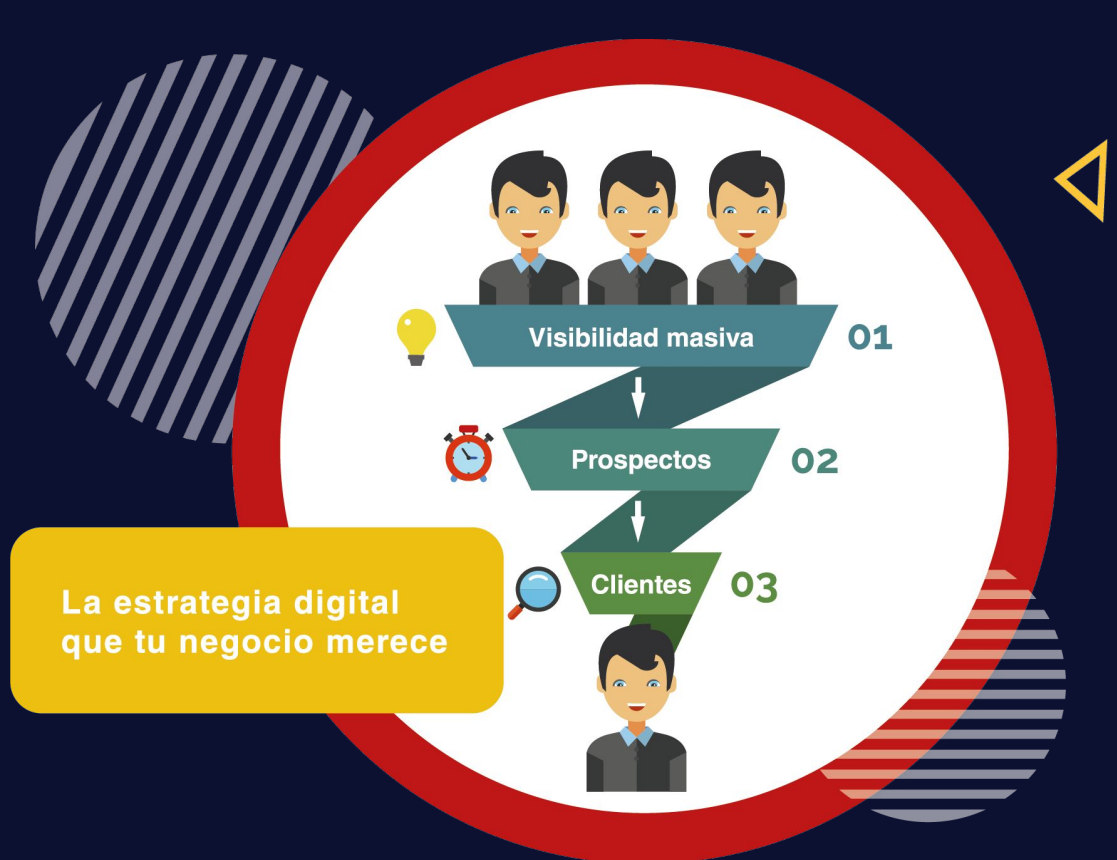 Visibilidad masiva
01
Prospectos
02
Clientes
03
La estrategia digital
que tu negocio merece